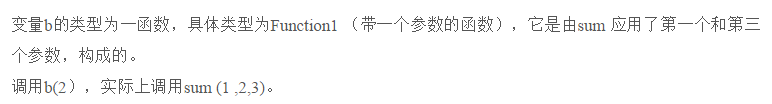 变量b的类型为一函数，具体类型为Function1 （带一个参数的函数），它是由sum 应用了第一个和第三
个参数，构成的。
调用b(2），实际上调用sum (1 ,2,3)。